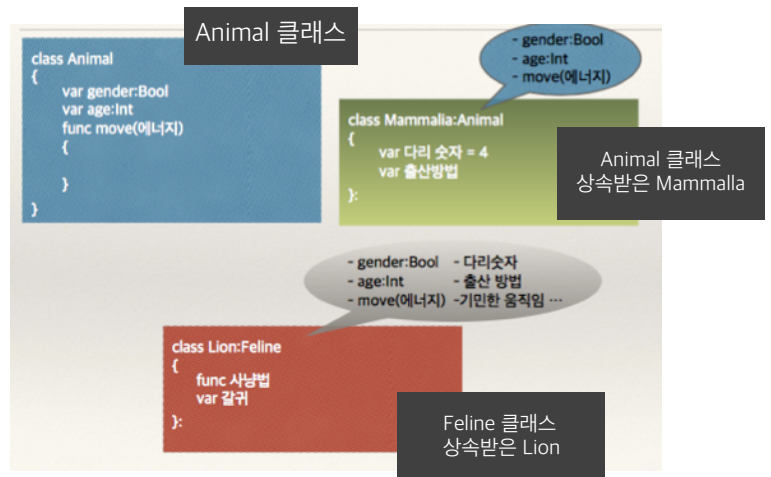 Animal 클래스
class Animal
{
var gender:Bool
var age:Int
func move(에너지)
{
}
}
- gender:Bool
- age:Int
- move(에너지)
class Mammalia:Animal
{
var 다리 숫자 = 4
var 출산방법
}:
Animal 클래스
상속받은 Mammalla
- gender:Bool - 다리숫자
- age:Int - 출산 방법
- move(에너지) -기민한 움직임 …
class Lion:Feline
{
func 사냥법
var 갈귀
}:
Feline 클래스
상속받은 Lion